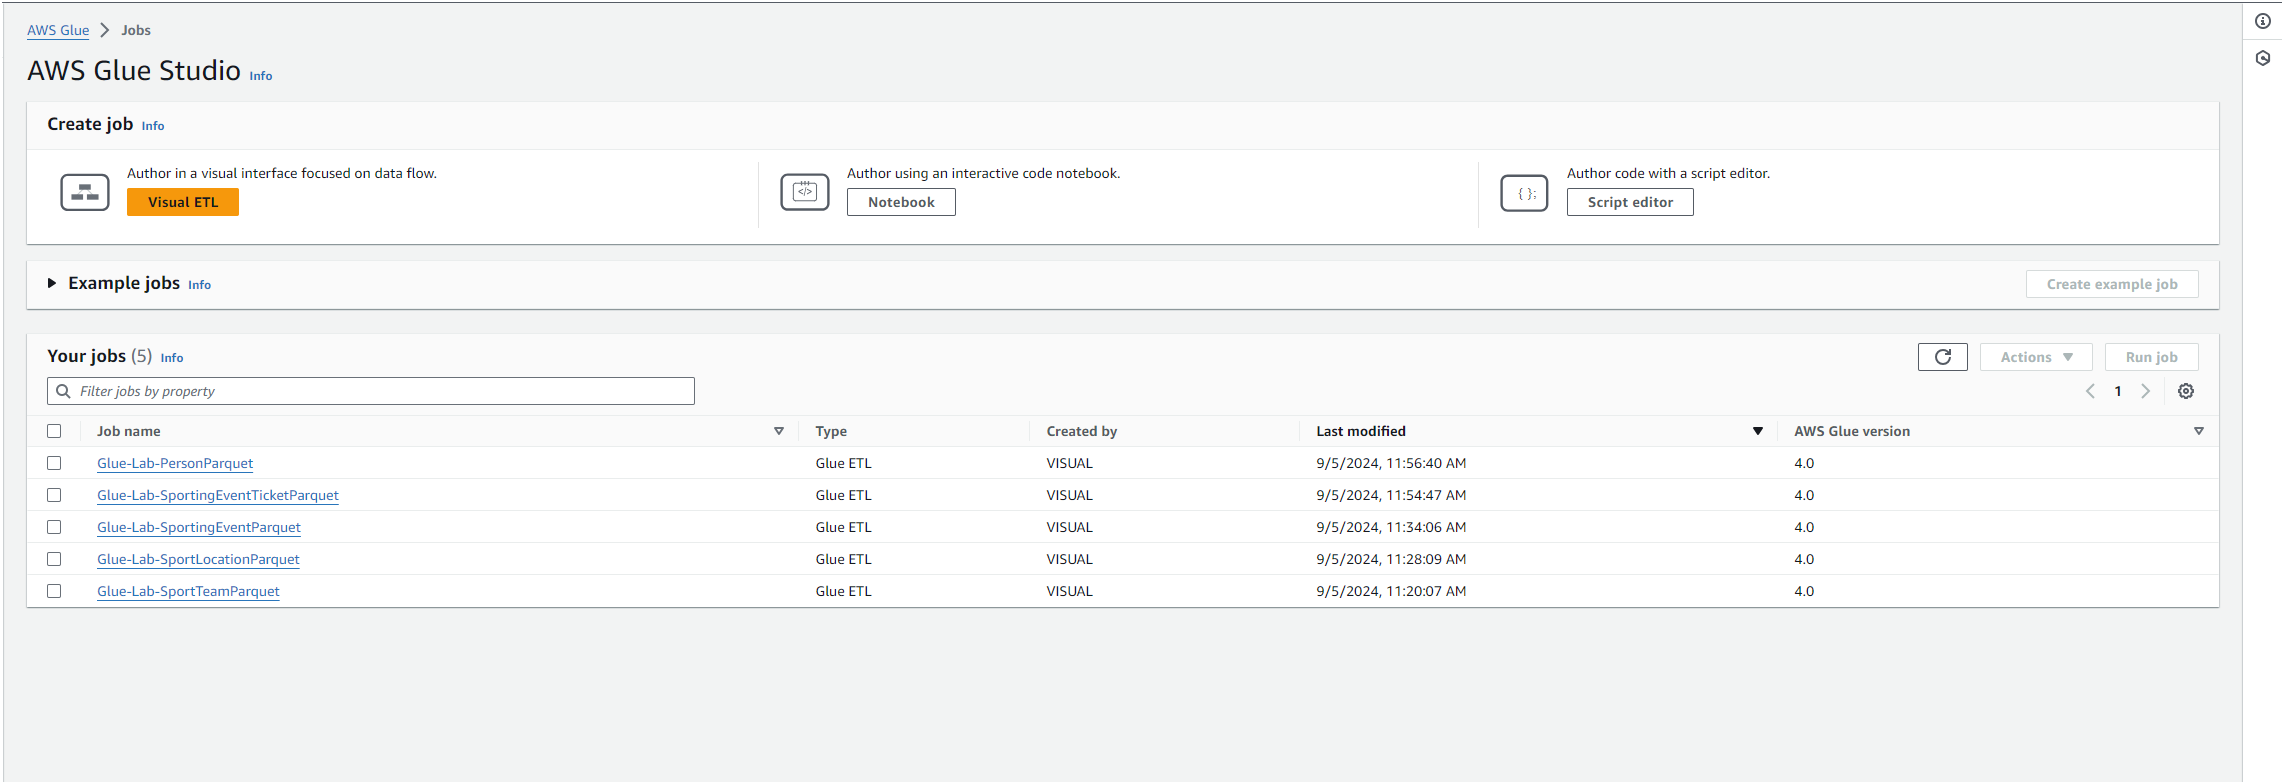 AWS Glue > Jobs
AWS Glue Studio Info
Create job Info
Author in a visual interface focused on data flow.
Visual ETL
Author using an interactive code notebook.
Notebook
Author code with a script editor.
Script editor
Example jobs Info
Create example job
Your jobs (5) Info
Actions
Run job
Filter jobs by property
1
Job name Type Created by Last modified AWS Glue version
Glue-Lab-PersonParquet Glue ETL VISUAL 9/5/2024, 11:56:40 AM 4.0
Glue-Lab-SportingEventTicketParquet Glue ETL VISUAL 9/5/2024, 11:54:47 AM 4.0
Glue-Lab-SportingEventParquet Glue ETL VISUAL 9/5/2024, 11:34:06 AM 4.0
Glue-Lab-SportLocationParquet Glue ETL VISUAL 9/5/2024, 11:28:09 AM 4.0
Glue-Lab-SportTeamParquet Glue ETL VISUAL 9/5/2024, 11:20:07 AM 4.0